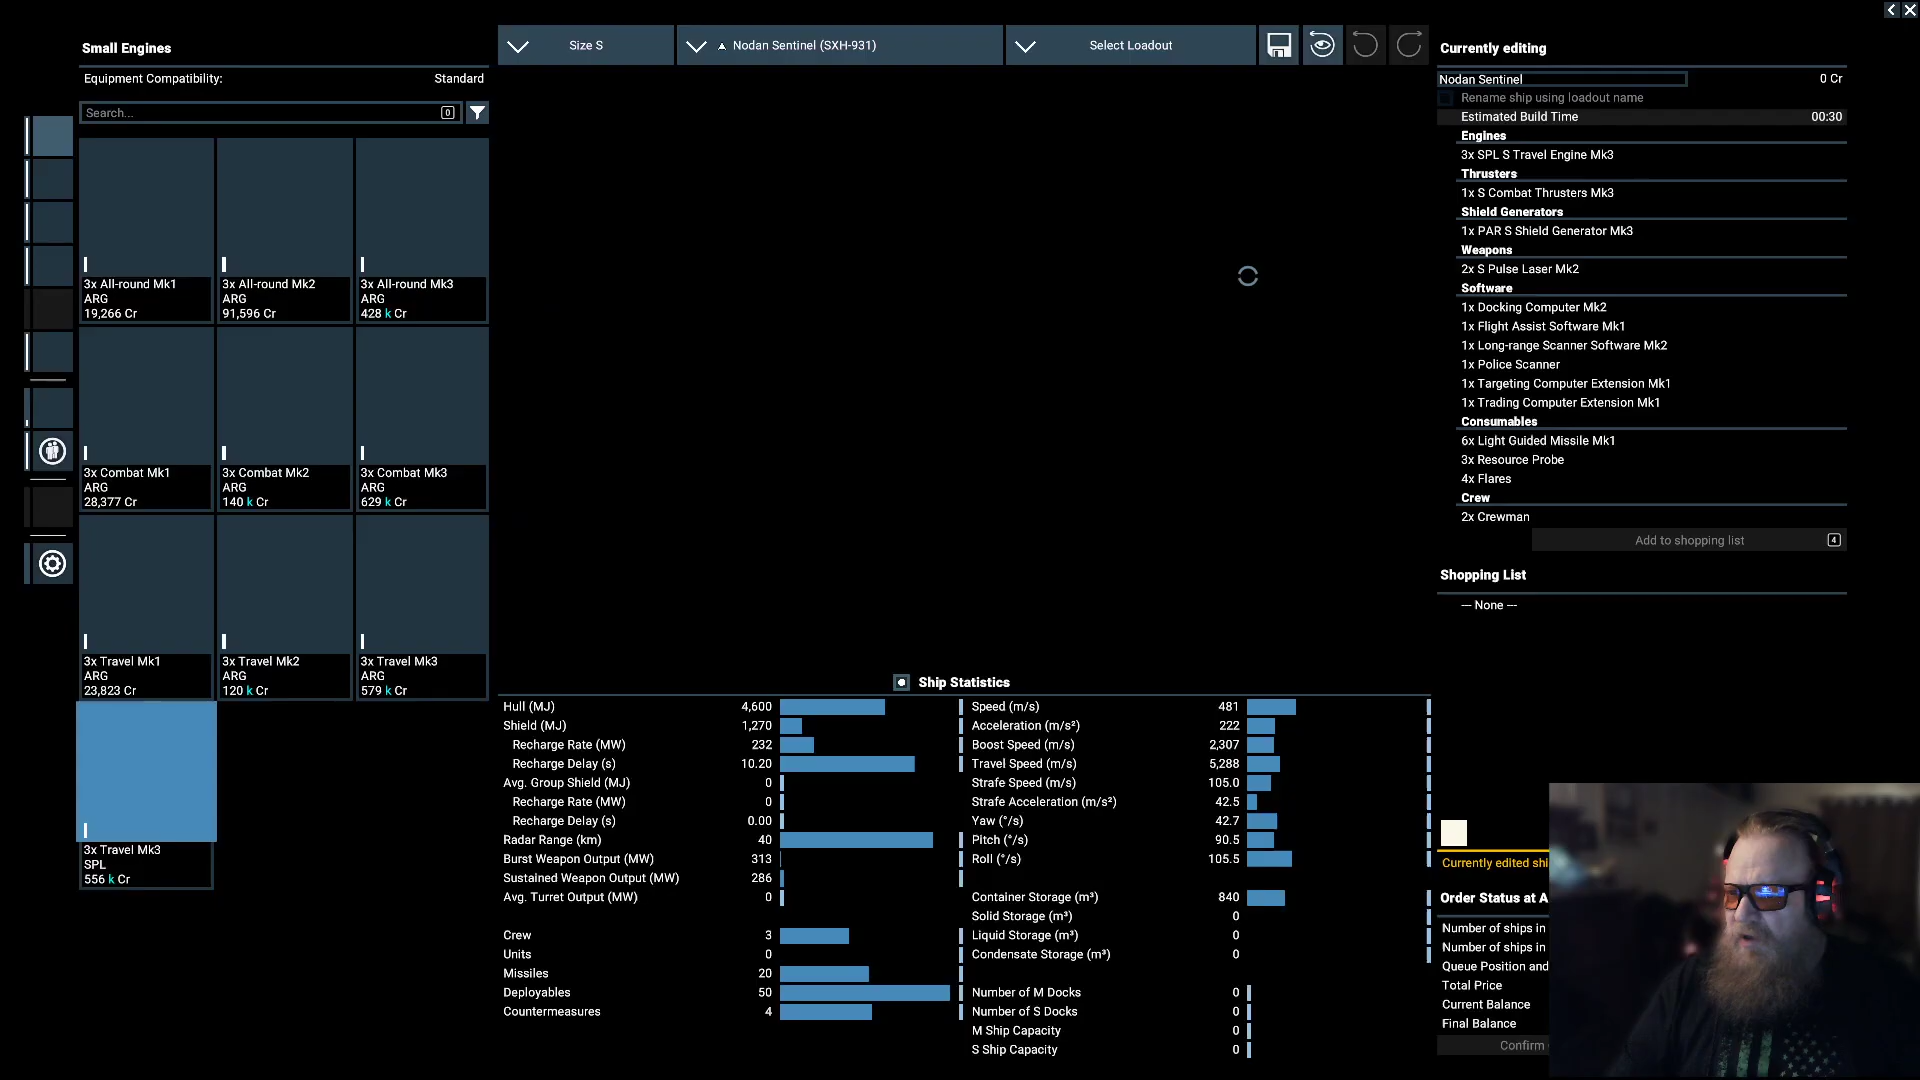 Small Engines
Equipment Compatibility: Standard
Search... 0
3x All-round Mk1
ARG
19,266 Cr
3x All-round Mk2
ARG
91,596 Cr
3x All-round Mk3
ARG
428 k Cr
3x Combat Mk1
ARG
28,377 Cr
3x Combat Mk2
ARG
140 k Cr
3x Combat Mk3
ARG
629 k Cr
3x Travel Mk1
ARG
23,823 Cr
3x Travel Mk2
ARG
120 k Cr
3x Travel Mk3
ARG
579 k Cr
3x Travel Mk3
SPL
556 k Cr
Size S
Nodan Sentinel (SXH-931)
Select Loadout
Ship Statistics
Hull (MJ) 4,600
Shield (MJ) 1,270
Recharge Rate (MW) 232
Recharge Delay (s) 10.20
Avg. Group Shield (MJ) 0
Recharge Rate (MW) 0
Recharge Delay (s) 0.00
Radar Range (km) 40
Burst Weapon Output (MW) 313
Sustained Weapon Output (MW) 286
Avg. Turret Output (MW) 0
Crew 3
Units 0
Missiles 20
Deployables 50
Countermeasures 4
Speed (m/s) 481
Acceleration (m/s²) 222
Boost Speed (m/s) 2,307
Travel Speed (m/s) 5,288
Strafe Speed (m/s) 105.0
Strafe Acceleration (m/s²) 42.5
Yaw (°/s) 42.7
Pitch (°/s) 90.5
Roll (°/s) 105.5
Container Storage (m³) 840
Solid Storage (m³) 0
Liquid Storage (m³) 0
Condensate Storage (m³) 0
Number of M Docks 0
Number of S Docks 0
M Ship Capacity 0
S Ship Capacity 0
Currently editing
Nodan Sentinel 0 Cr
Rename ship using loadout name
Estimated Build Time 00:30
Engines
3x SPL S Travel Engine Mk3
Thrusters
1x S Combat Thrusters Mk3
Shield Generators
1x PAR S Shield Generator Mk3
Weapons
2x S Pulse Laser Mk2
Software
1x Docking Computer Mk2
1x Flight Assist Software Mk1
1x Long-range Scanner Software Mk2
1x Police Scanner
1x Targeting Computer Extension Mk1
1x Trading Computer Extension Mk1
Consumables
6x Light Guided Missile Mk1
3x Resource Probe
4x Flares
Crew
2x Crewman
Add to shopping list 4
Shopping List
--- None ---
Currently edited shi
Order Status at A
Number of ships in
Number of ships in
Queue Position and
Total Price
Current Balance
Final Balance
Confirm